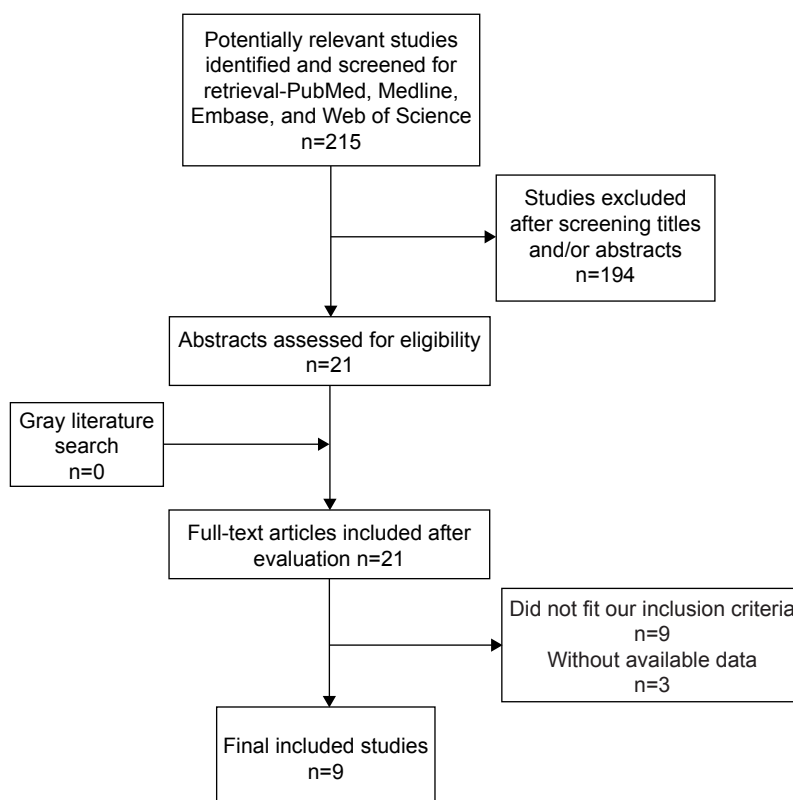 Potentially relevant studies
identified and screened for
retrieval-PubMed, Medline,
Embase, and Web of Science
n=215
Studies excluded
after screening titles
and/or abstracts
n=194
Abstracts assessed for eligibility
n=21
Gray literature
search
n=0
Full-text articles included after
evaluation n=21
Did not fit our inclusion criteria
n=9
Without available data
n=3
Final included studies
n=9